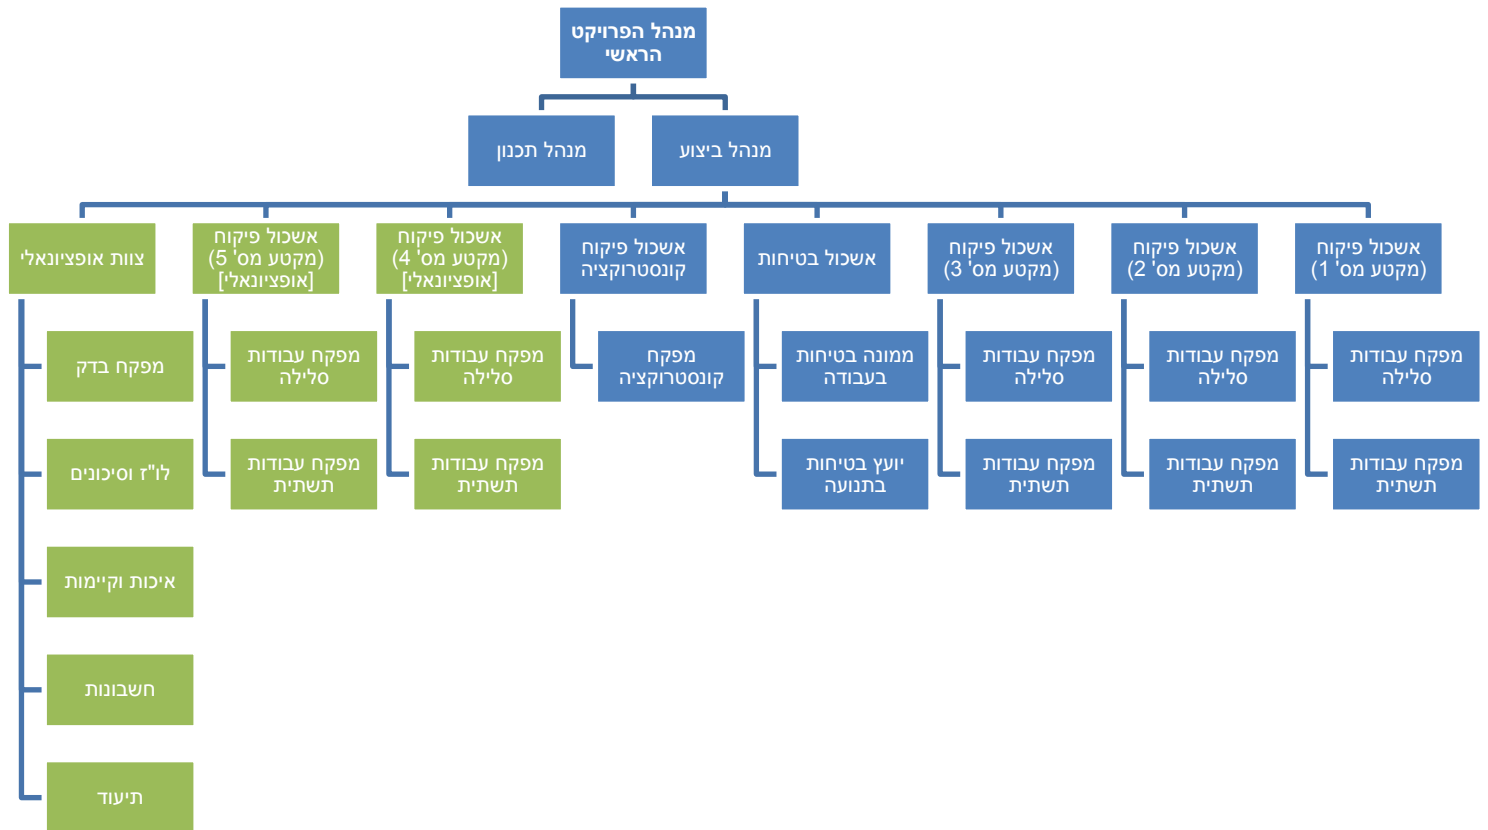 מנהל הפרויקט
הראשי
מנהל ביצוע
מנהל תכנון
אשכול פיקוח
(מקטע מס' 1)
אשכול פיקוח
(מקטע מס' 2)
אשכול פיקוח
(מקטע מס' 3)
אשכול בטיחות
אשכול פיקוח
קונסטרוקציה
אשכול פיקוח
(מקטע מס' 4)
[אופציונאלי]
אשכול פיקוח
(מקטע מס' 5)
[אופציונאלי]
צוות אופציונאלי
מפקח עבודות
סלילה
מפקח עבודות
סלילה
מפקח עבודות
סלילה
ממונה בטיחות
בעבודה
מפקח
קונסטרוקציה
מפקח עבודות
סלילה
מפקח עבודות
סלילה
מפקח בדק
מפקח עבודות
תשתית
מפקח עבודות
תשתית
מפקח עבודות
תשתית
יועץ בטיחות
בתנועה
מפקח עבודות
תשתית
מפקח עבודות
תשתית
לו"ז וסיכונים
איכות וקיימות
חשבונות
תיעוד